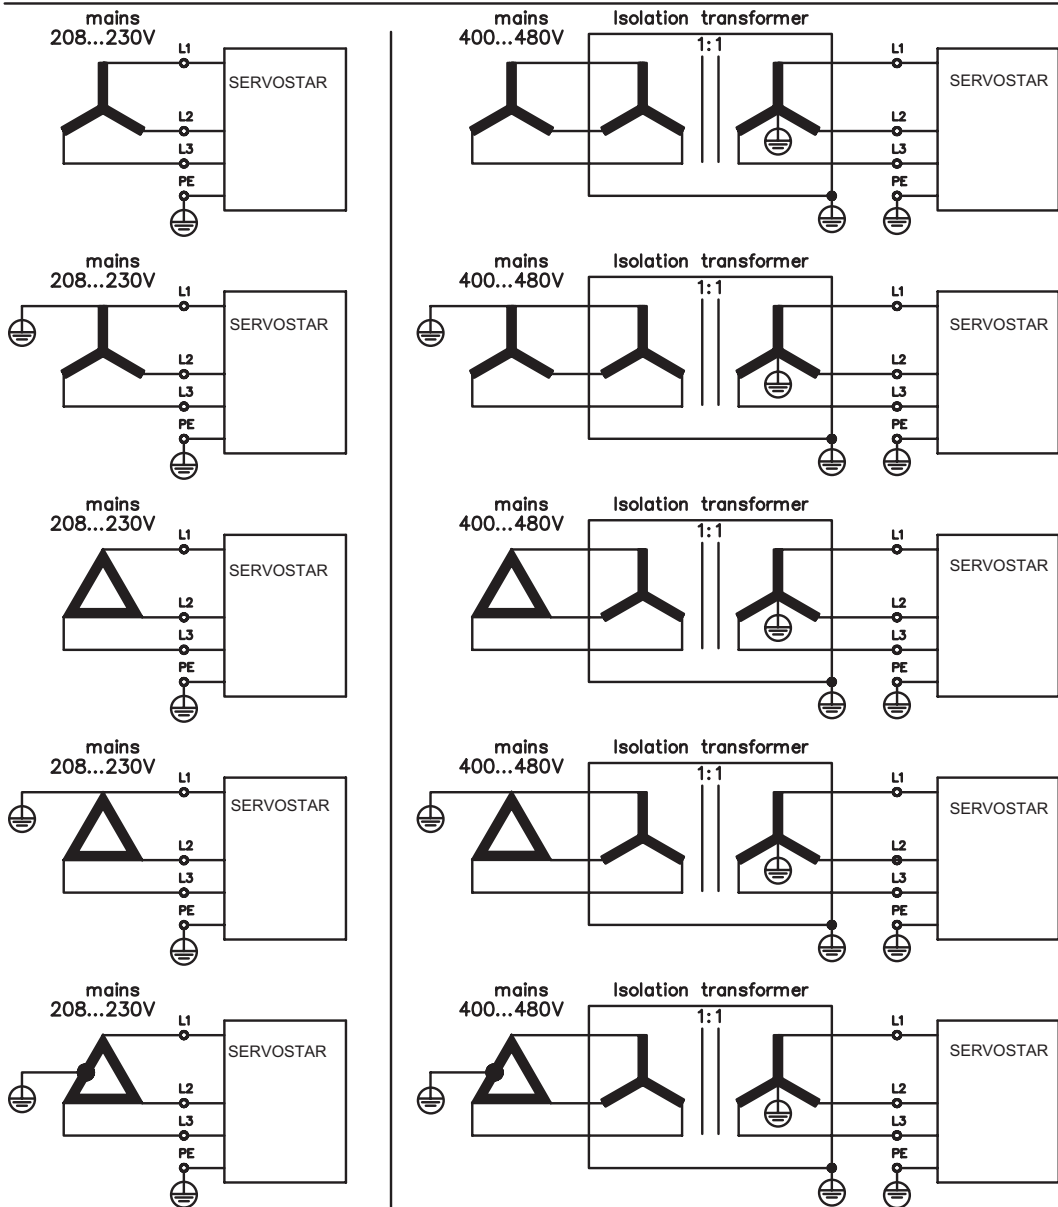 mains
208...230V
L1
SERVOSTAR
L2
L3
PE
mains
400...480V
Isolation transformer
1:1
L1
SERVOSTAR
L2
L3
PE
mains
208...230V
L1
SERVOSTAR
L2
L3
PE
mains
400...480V
Isolation transformer
1:1
L1
SERVOSTAR
L2
L3
PE
mains
208...230V
L1
SERVOSTAR
L2
L3
PE
mains
400...480V
Isolation transformer
1:1
L1
SERVOSTAR
L2
L3
PE
mains
208...230V
L1
SERVOSTAR
L2
L3
PE
mains
400...480V
Isolation transformer
1:1
L1
SERVOSTAR
L2
L3
PE
mains
208...230V
L1
SERVOSTAR
L2
L3
PE
mains
400...480V
Isolation transformer
1:1
L1
SERVOSTAR
L2
L3
PE